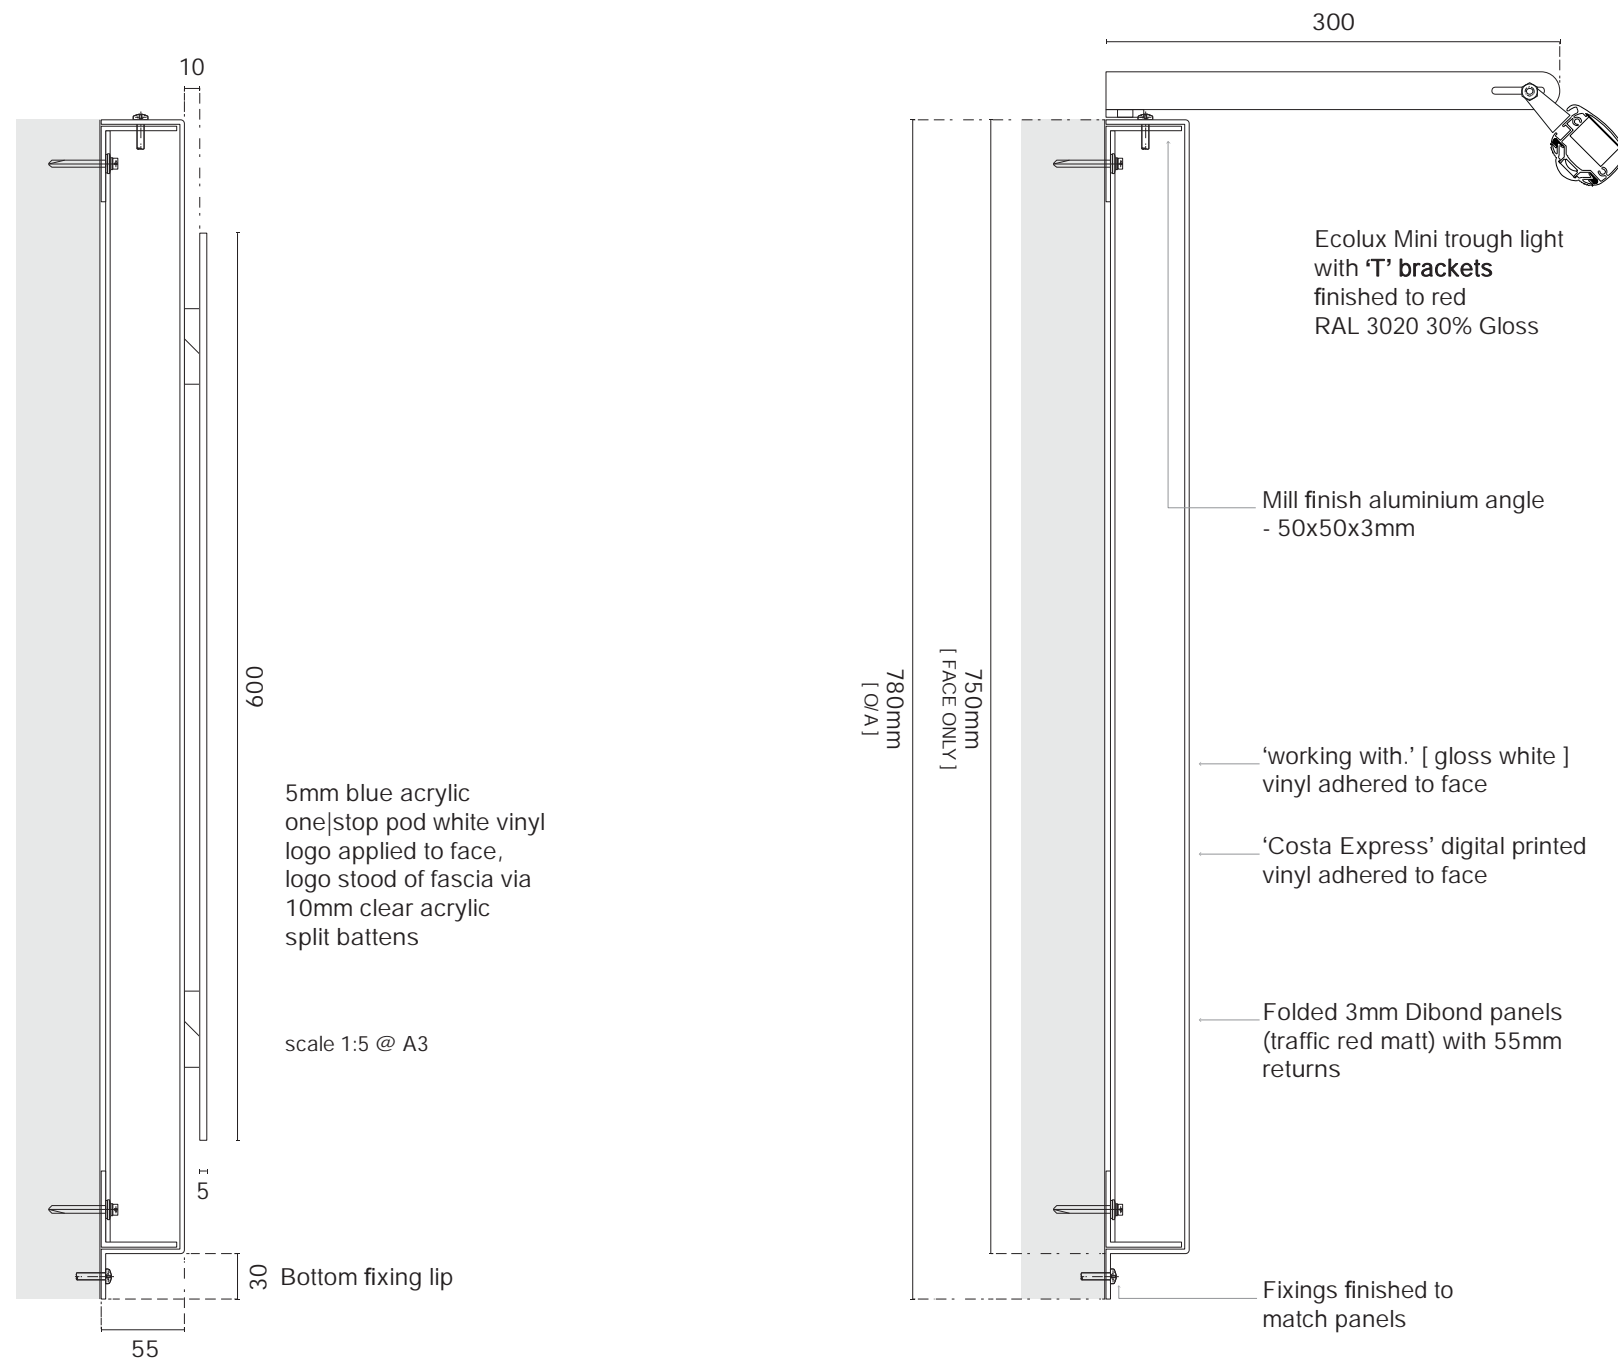 10
600
5mm blue acrylic
one|stop pod white vinyl
logo applied to face,
logo stood of fascia via
10mm clear acrylic
split battens
scale 1:5 @ A3
5
30
Bottom fixing lip
55
300
Ecolux Mini trough light
with ‘T’ brackets
finished to red
RAL 3020 30% Gloss
Mill finish aluminium angle
- 50x50x3mm
750mm
[ FACE ONLY ]
780mm
[ O/A ]
‘working with.’ [ gloss white ]
vinyl adhered to face
‘Costa Express’ digital printed
vinyl adhered to face
Folded 3mm Dibond panels
(traffic red matt) with 55mm
returns
Fixings finished to
match panels